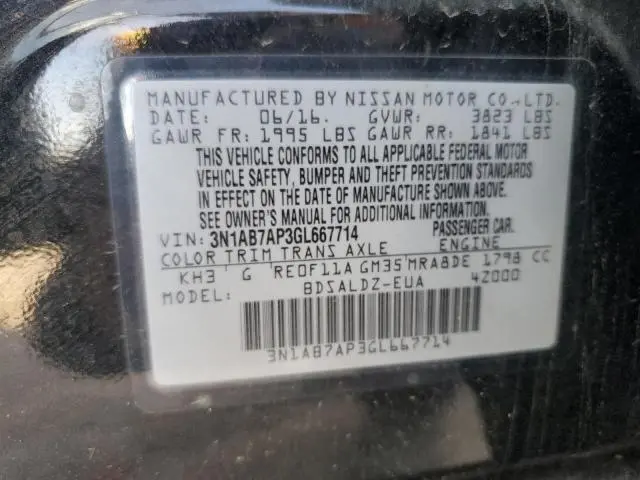 MANUFACTURED BY NISSAN MOTOR CO.,LTD.
DATE: 06/16. GVWR: 3823 LBS
GAWR FR: 1995 LBS GAWR RR: 1841 LBS
THIS VEHICLE CONFORMS TO ALL APPLICABLE FEDERAL MOTOR
VEHICLE SAFETY, BUMPER AND THEFT PREVENTION STANDARDS
IN EFFECT ON THE DATE OF MANUFACTURE SHOWN ABOVE.
SEE OWNER'S MANUAL FOR ADDITIONAL INFORMATION.
VIN: 3N1AB7AP3GL667714 PASSENGER CAR.
COLOR TRIM TRANS AXLE ENGINE
KH3 G RE0F11A GM35 MRA8DE 1798 CC
MODEL: BDSALDZ-EUA 42000
3N1AB7AP3GL667714